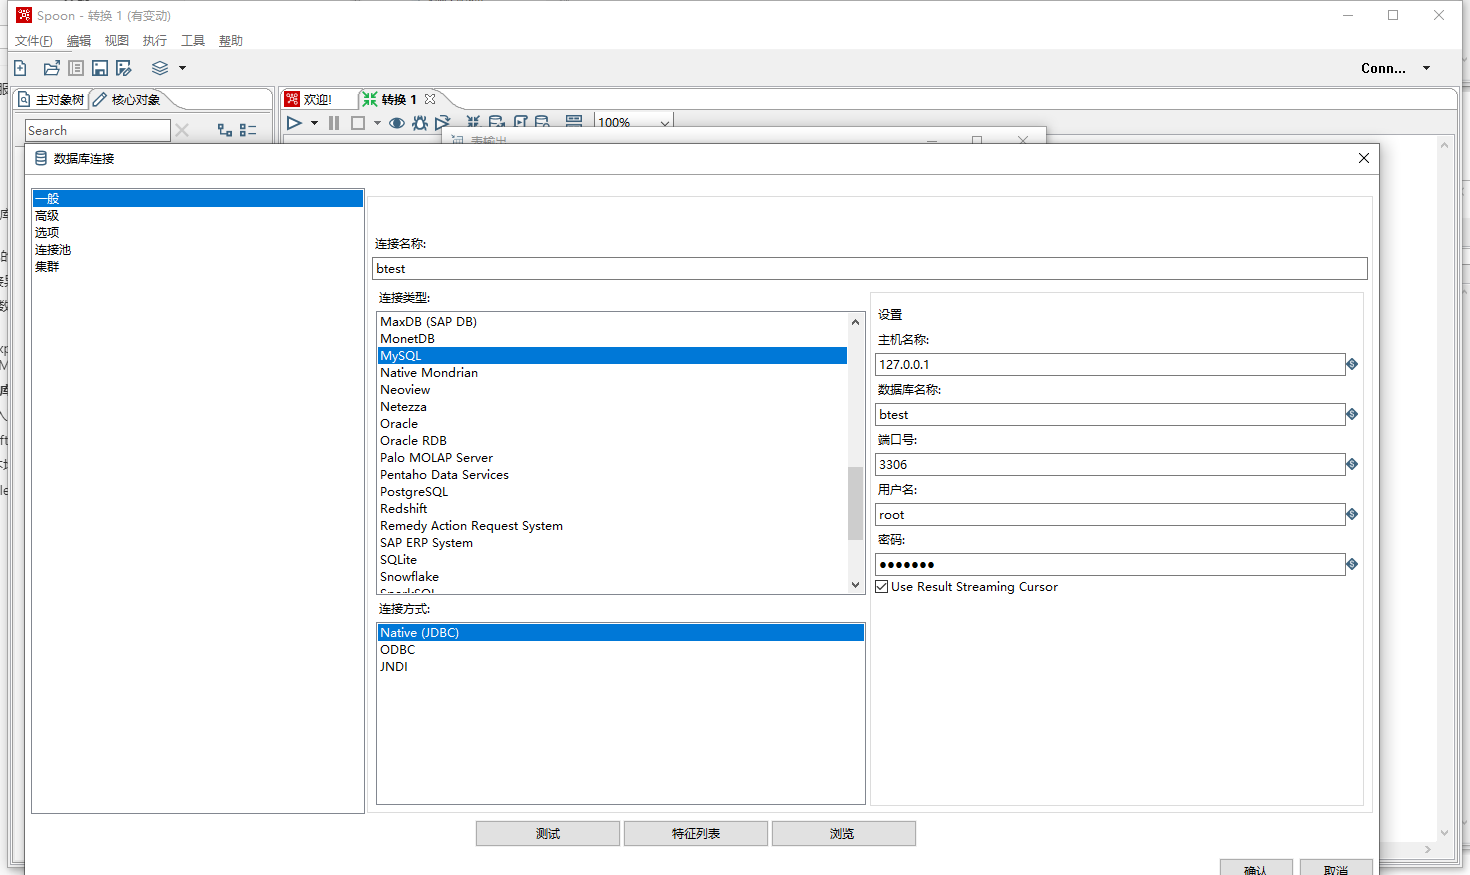 Spoon - 转换 1 (有变动)
文件(F) 编辑 视图 执行 工具 帮助
Conn...
主对象树 核心对象 欢迎! 转换 1
Search
100%
表输出
数据库连接
一般
高级
选项
连接池
集群
连接名称:
btest
连接类型:
MaxDB (SAP DB)
MonetDB
MySQL
Native Mondrian
Neoview
Netezza
Oracle
Oracle RDB
Palo MOLAP Server
Pentaho Data Services
PostgreSQL
Redshift
Remedy Action Request System
SAP ERP System
SQLite
Snowflake
SparkSQL
连接方式:
Native (JDBC)
ODBC
JNDI
设置
主机名称:
127.0.0.1
数据库名称:
btest
端口号:
3306
用户名:
root
密码:
●●●●●●●
Use Result Streaming Cursor
测试 特征列表 浏览
确认 取消